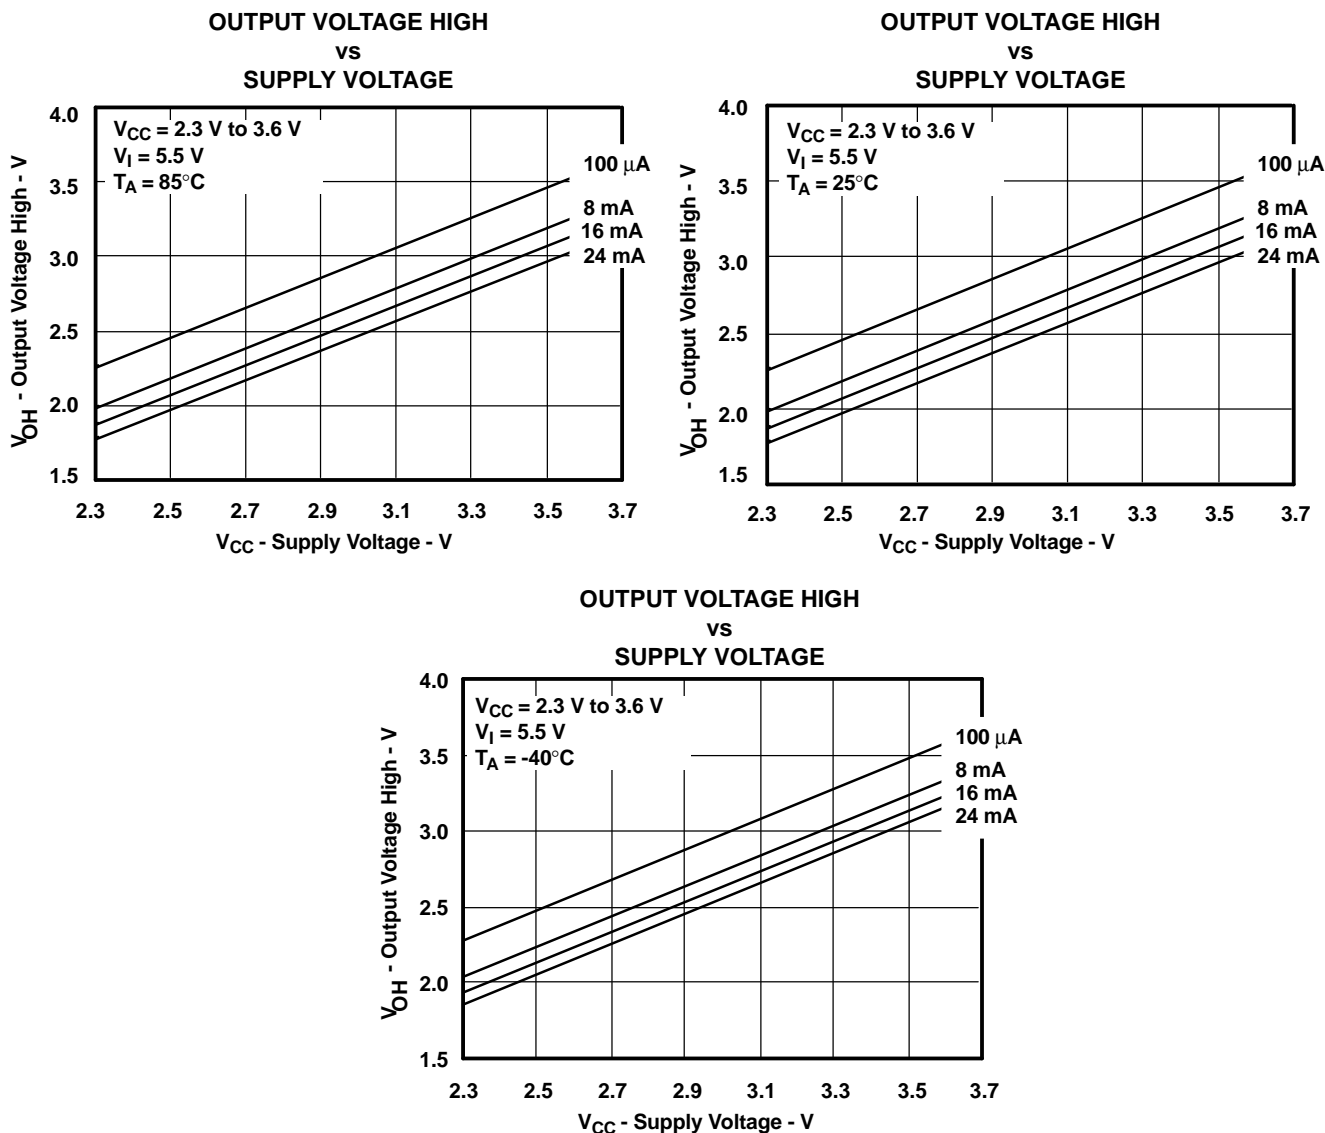 OUTPUT VOLTAGE HIGH
vs
SUPPLY VOLTAGE
4.0
3.5
3.0
2.5
2.0
1.5
VOH - Output Voltage High - V
VCC = 2.3 V to 3.6 V
VI = 5.5 V
TA = 85°C
100 μA
8 mA
16 mA
24 mA
2.3 2.5 2.7 2.9 3.1 3.3 3.5 3.7
VCC - Supply Voltage - V
OUTPUT VOLTAGE HIGH
vs
SUPPLY VOLTAGE
4.0
3.5
3.0
2.5
2.0
1.5
VOH - Output Voltage High - V
VCC = 2.3 V to 3.6 V
VI = 5.5 V
TA = 25°C
100 μA
8 mA
16 mA
24 mA
2.3 2.5 2.7 2.9 3.1 3.3 3.5 3.7
VCC - Supply Voltage - V
OUTPUT VOLTAGE HIGH
vs
SUPPLY VOLTAGE
4.0
3.5
3.0
2.5
2.0
1.5
VOH - Output Voltage High - V
VCC = 2.3 V to 3.6 V
VI = 5.5 V
TA = -40°C
100 μA
8 mA
16 mA
24 mA
2.3 2.5 2.7 2.9 3.1 3.3 3.5 3.7
VCC - Supply Voltage - V